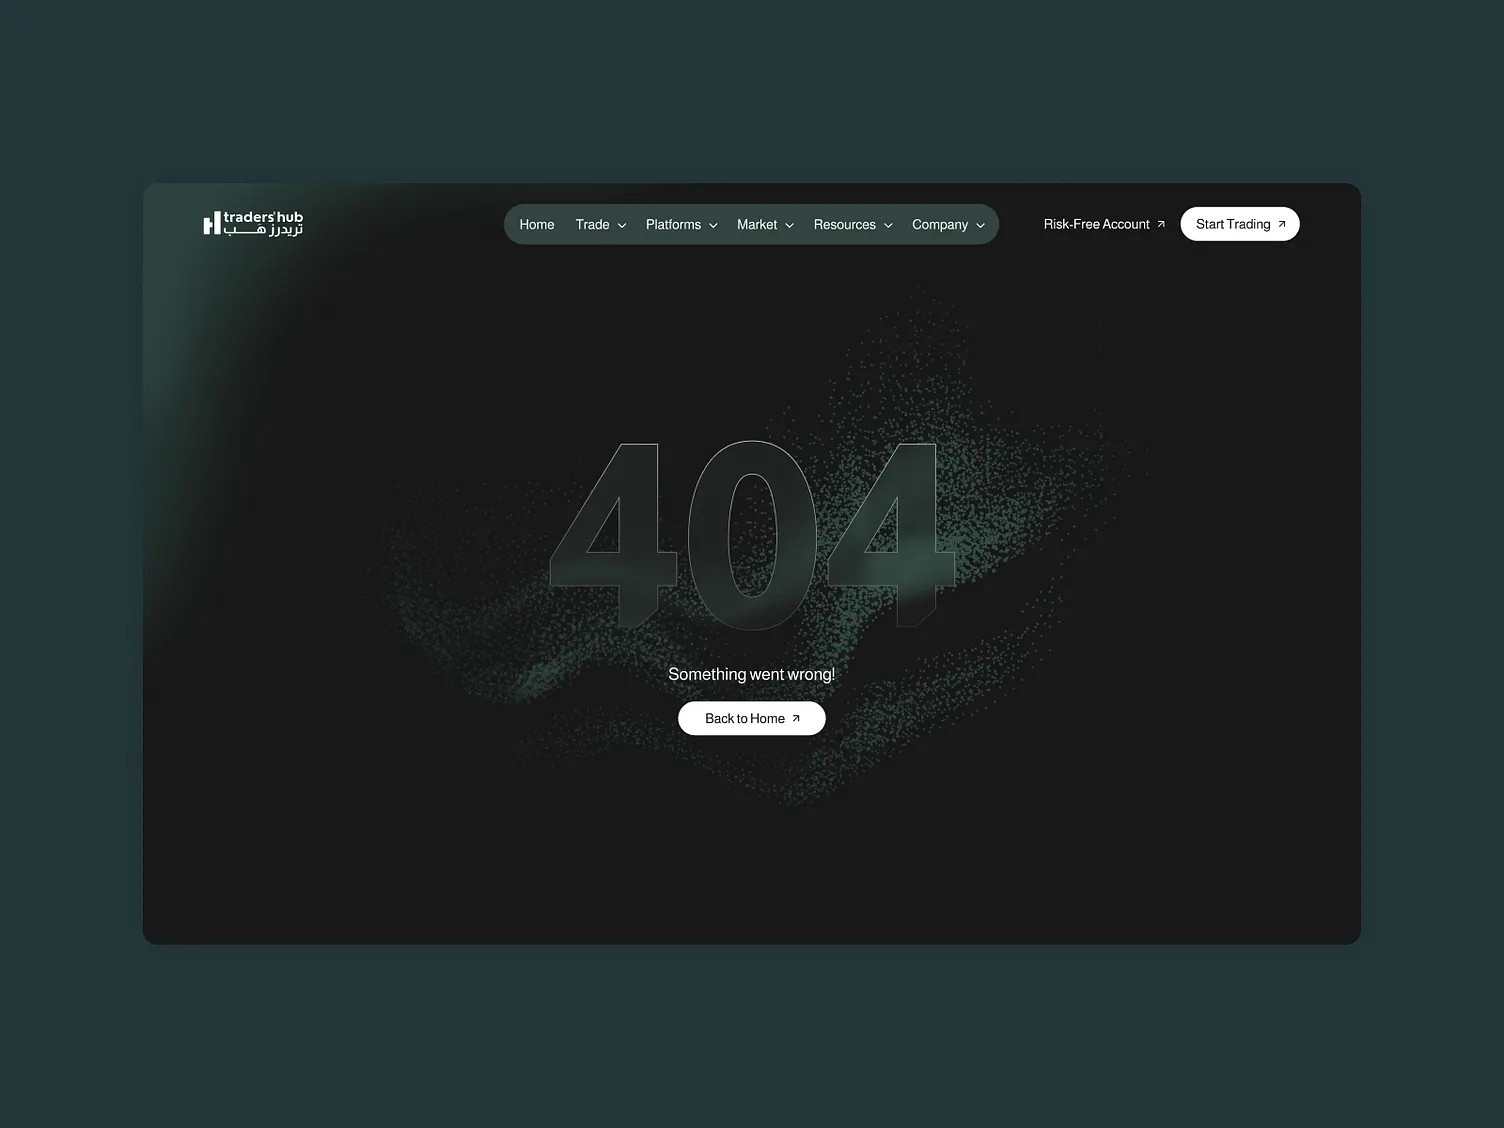 traders' hub
تريدرز هب
Home Trade Platforms Market Resources Company
Risk-Free Account
Start Trading
404
Something went wrong!
Back to Home